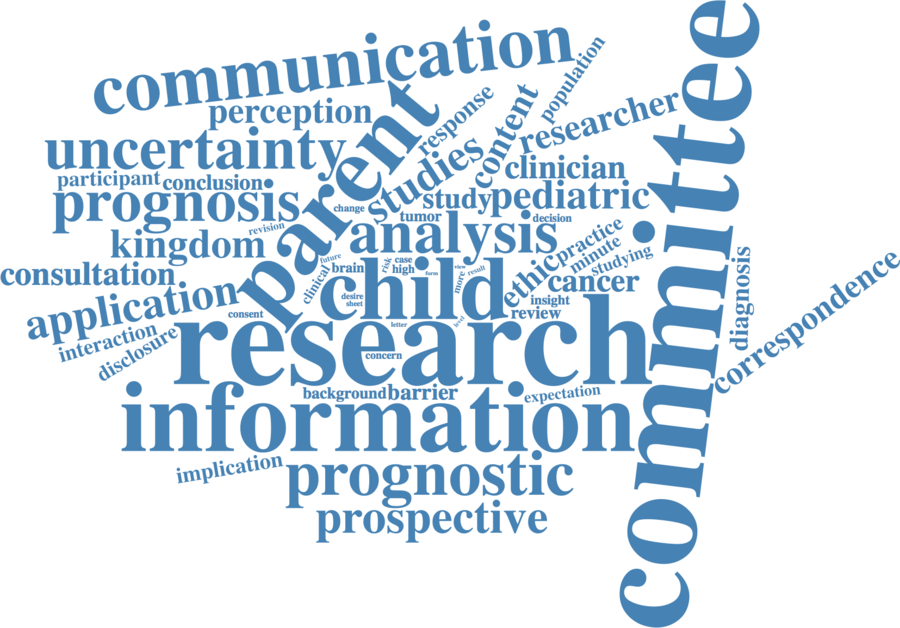 communication
perception
uncertainty
participant
conclusion
prognosis
kingdom
revision
consultation
application
interaction
disclosure
parent
change
response
studies
content
population
researcher
clinician
study
pediatric
tumor
decision
analysis
practice
minute
studying
ethic
cancer
insight
review
future
clinical
brain
risk
case
high
form
view
more
result
child
desire
sheet
consent
letter
level
research
concern
background
barrier
expectation
information
implication
prognostic
prospective
committee
diagnosis
correspondence